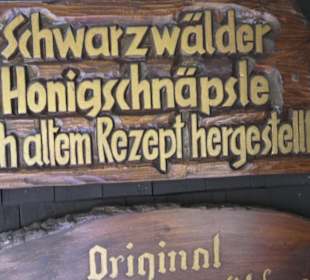 Schwarzwälder
Honigschnäpsle
h altem Rezept hergestell
Original